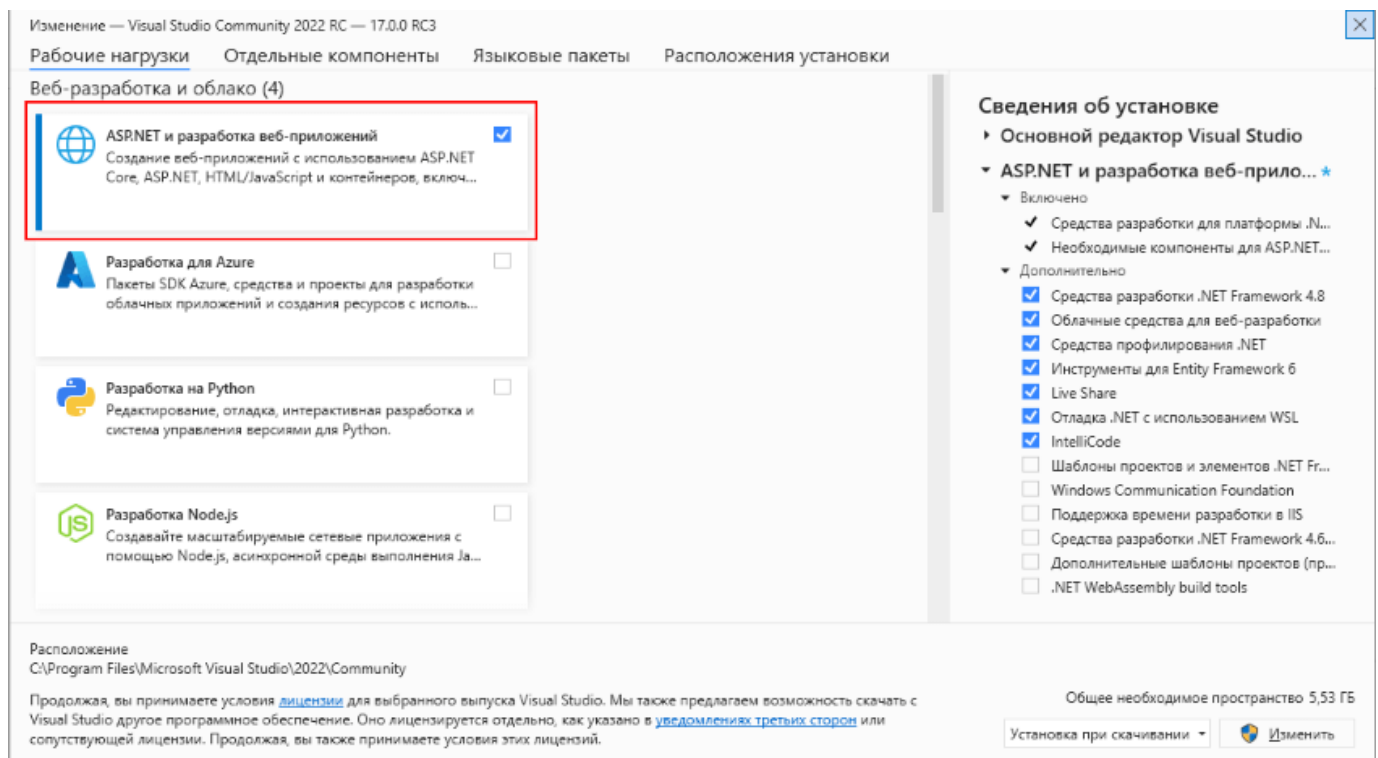 Изменение — Visual Studio Community 2022 RC — 17.0.0 RC3
Рабочие нагрузки Отдельные компоненты Языковые пакеты Расположения установки
Веб-разработка и облако (4)
ASP.NET и разработка веб-приложений
Создание веб-приложений с использованием ASP.NET
Core, ASP.NET, HTML/JavaScript и контейнеров, включ...
Разработка для Azure
Пакеты SDK Azure, средства и проекты для разработки
облачных приложений и создания ресурсов с исполь...
Разработка на Python
Редактирование, отладка, интерактивная разработка и
система управления версиями для Python.
Разработка Node.js
Создавайте масштабируемые сетевые приложения с
помощью Node.js, асинхронной среды выполнения Ja...
Сведения об установке
Основной редактор Visual Studio
ASP.NET и разработка веб-прило... *
Включено
Средства разработки для платформы .N...
Необходимые компоненты для ASP.NET...
Дополнительно
Средства разработки .NET Framework 4.8
Облачные средства для веб-разработки
Средства профилирования .NET
Инструменты для Entity Framework 6
Live Share
Отладка .NET с использованием WSL
IntelliCode
Шаблоны проектов и элементов .NET Fr...
Windows Communication Foundation
Поддержка времени разработки в IIS
Средства разработки .NET Framework 4.6...
Дополнительные шаблоны проектов (пр...
.NET WebAssembly build tools
Расположение
C:\Program Files\Microsoft Visual Studio\2022\Community
Продолжая, вы принимаете условия лицензии для выбранного выпуска Visual Studio. Мы также предлагаем возможность скачать с
Visual Studio другое программное обеспечение. Оно лицензируется отдельно, как указано в уведомлениях третьих сторон или
сопутствующей лицензии. Продолжая, вы также принимаете условия этих лицензий.
Общее необходимое пространство 5,53 ГБ
Установка при скачивании Изменить